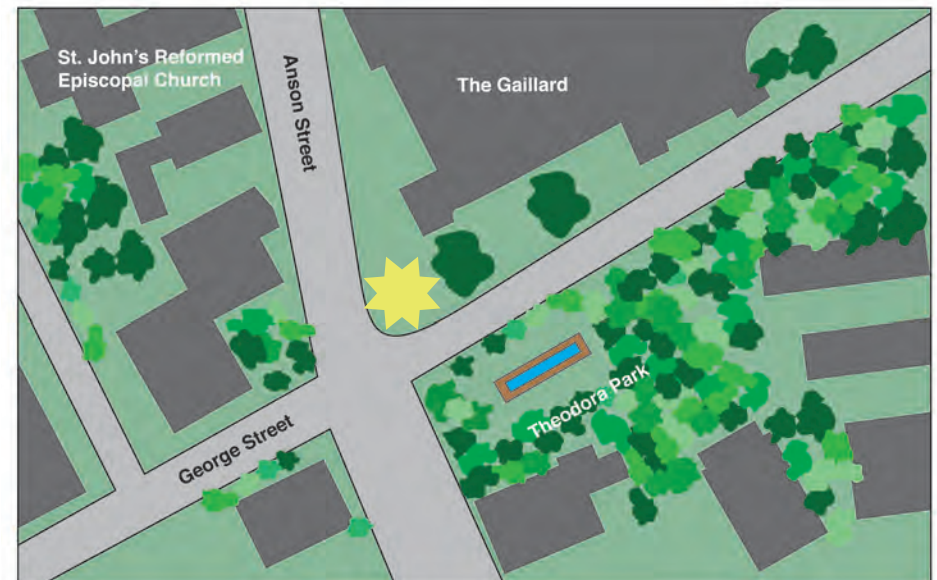 St. John's Reformed
Episcopal Church
Anson Street
The Gaillard
Theodora Park
George Street